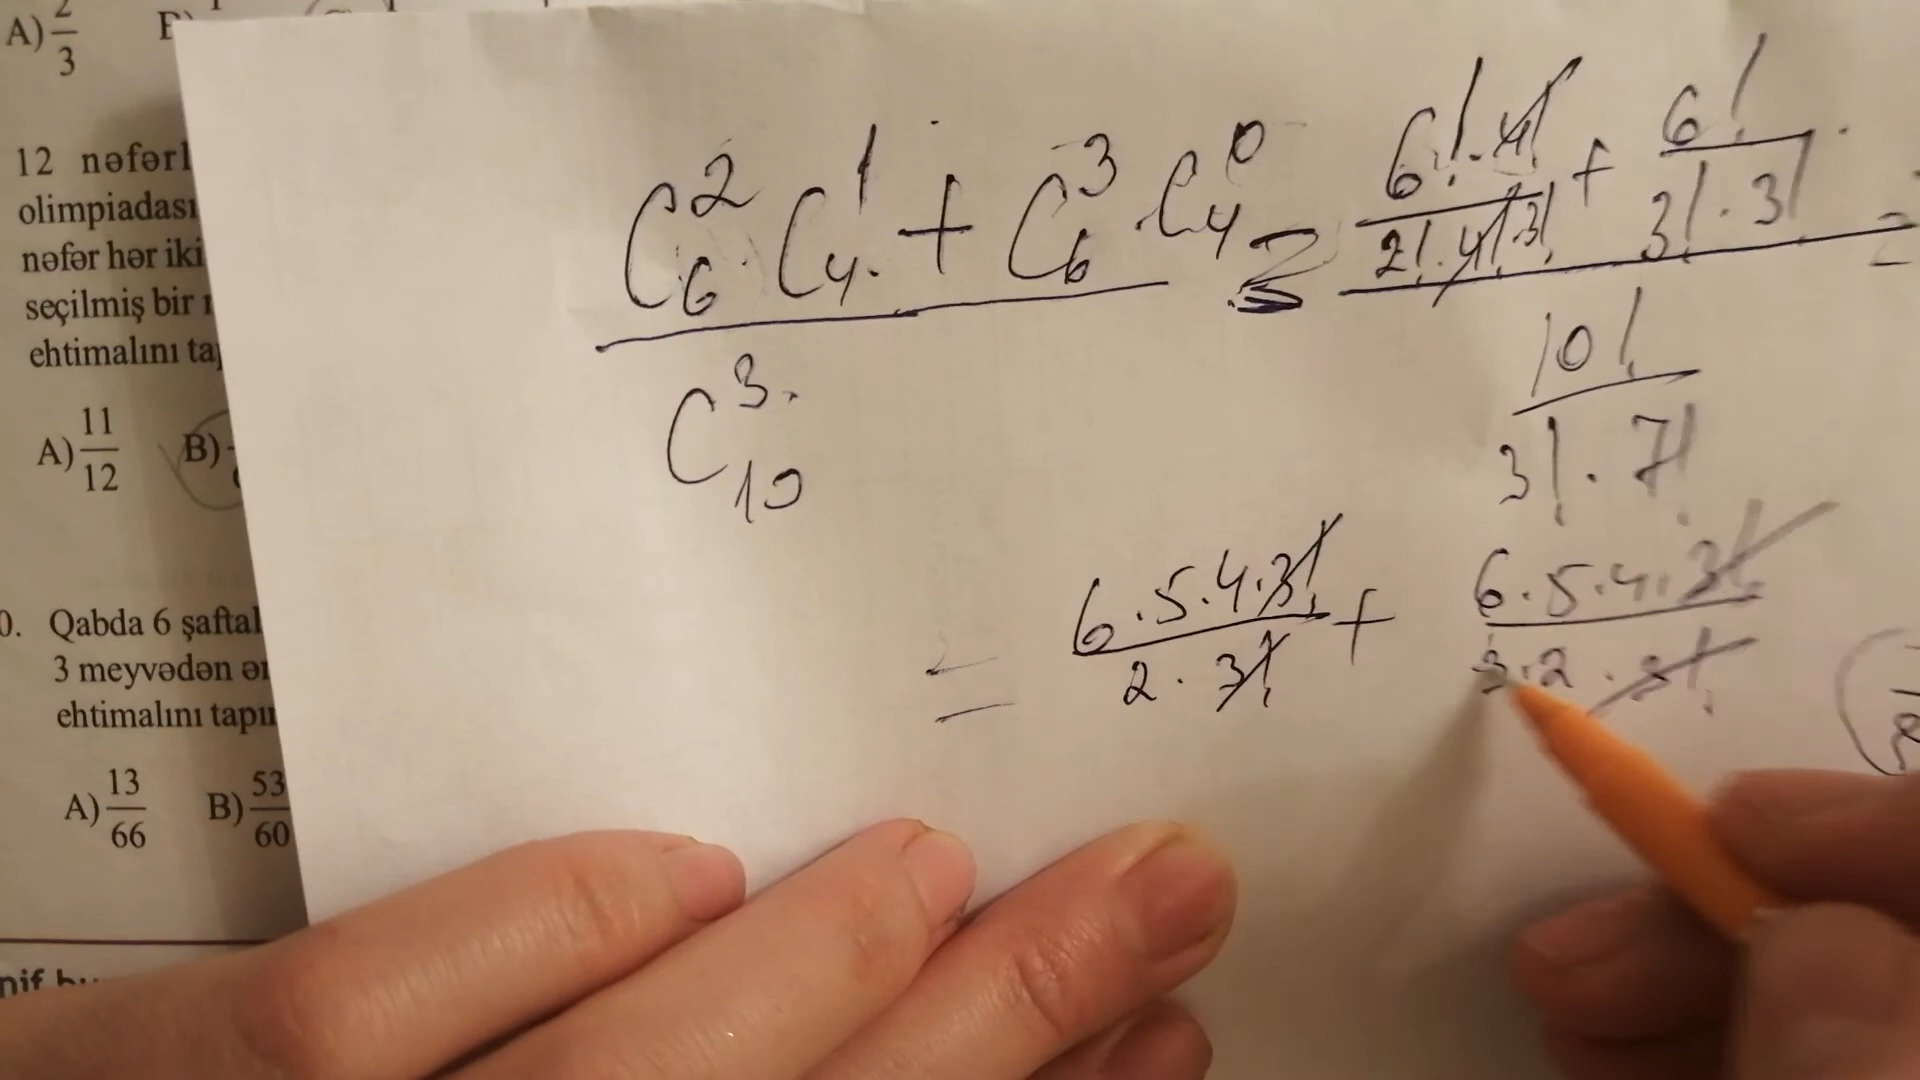 A) 2/3
12 nəfərl
olimpiadası
nəfər hər iki
seçilmiş bir
ehtimalını ta
A) 11/12 B)
0. Qabda 6 şaftal
3 meyvədən ən
ehtimalını tapı
A) 13/66 B) 53/60
C₆² · C₄¹ + C₆³ · C₄⁰ / C₁₀³ = 6! · 4! / 2! · 4! · 3! + 6! / 3! · 3! / 10! / 3! · 7! =
= 6·5·4·3! / 2·3! + 6·5·4·3! / 3·2·3!